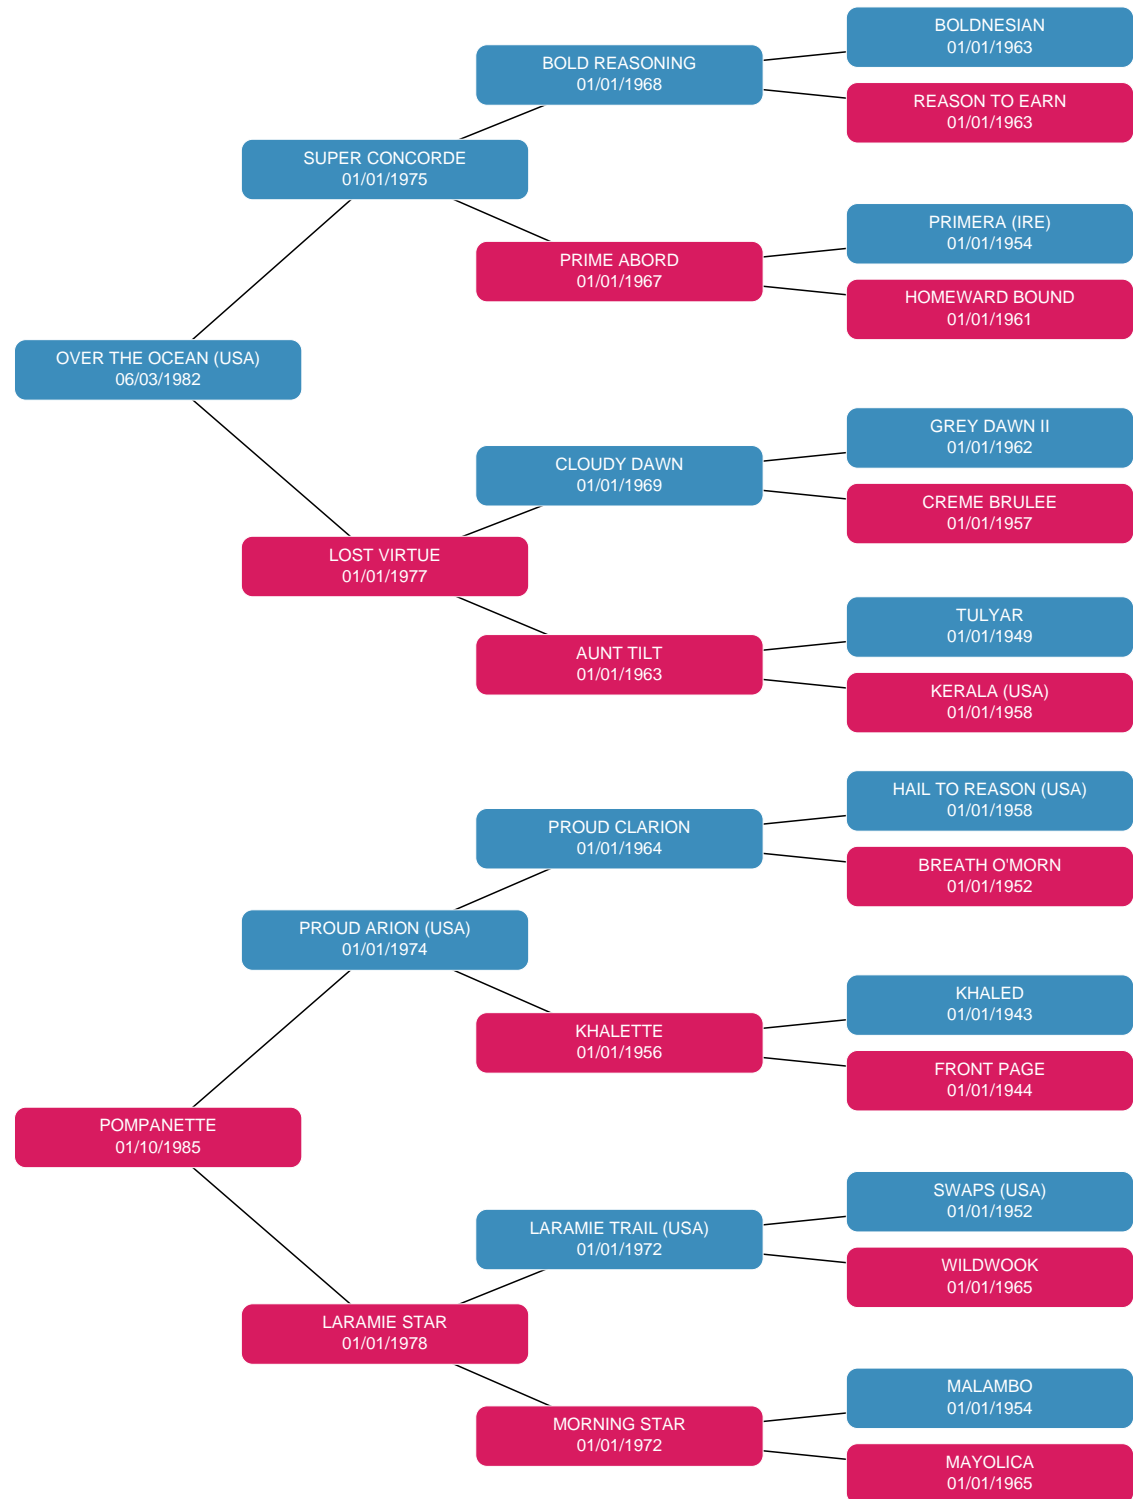 BOLDNESIAN
01/01/1963
BOLD REASONING
01/01/1968
REASON TO EARN
01/01/1963
SUPER CONCORDE
01/01/1975
PRIMERA (IRE)
01/01/1954
PRIME ABORD
01/01/1967
HOMEWARD BOUND
01/01/1961
OVER THE OCEAN (USA)
06/03/1982
GREY DAWN II
01/01/1962
CLOUDY DAWN
01/01/1969
CREME BRULEE
01/01/1957
LOST VIRTUE
01/01/1977
TULYAR
01/01/1949
AUNT TILT
01/01/1963
KERALA (USA)
01/01/1958
HAIL TO REASON (USA)
01/01/1958
PROUD CLARION
01/01/1964
BREATH O'MORN
01/01/1952
PROUD ARION (USA)
01/01/1974
KHALED
01/01/1943
KHALETTE
01/01/1956
FRONT PAGE
01/01/1944
POMPANETTE
01/10/1985
SWAPS (USA)
01/01/1952
LARAMIE TRAIL (USA)
01/01/1972
WILDWOOK
01/01/1965
LARAMIE STAR
01/01/1978
MALAMBO
01/01/1954
MORNING STAR
01/01/1972
MAYOLICA
01/01/1965